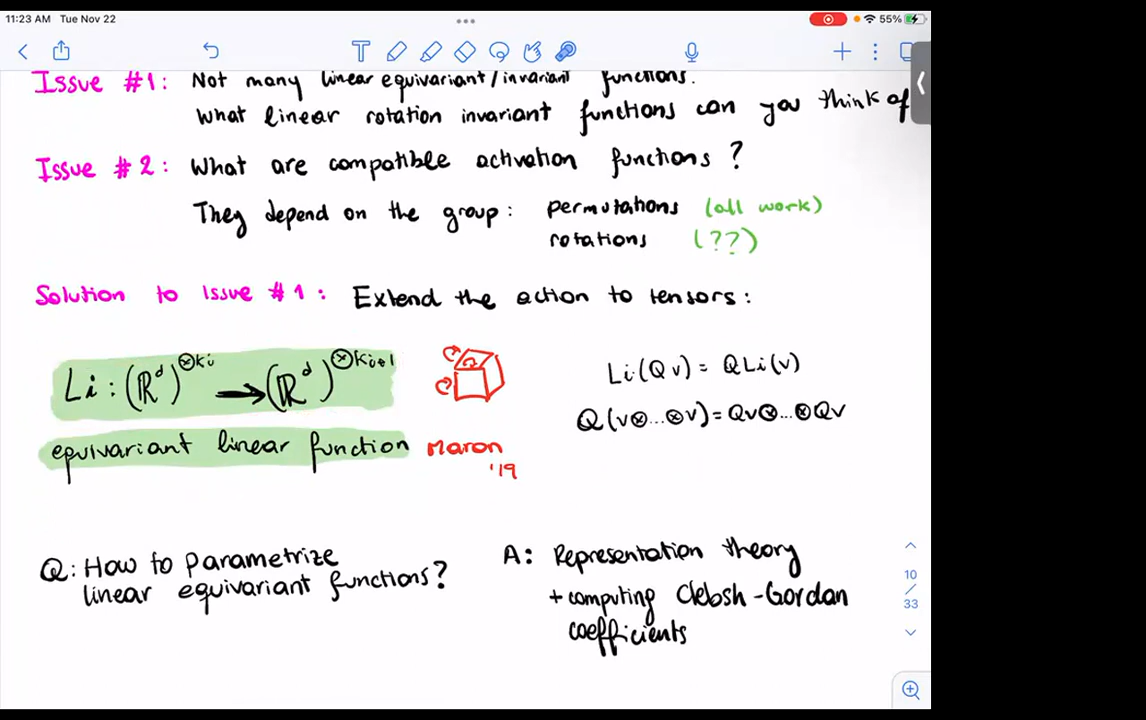 11:23 AM Tue Nov 22
55%
Issue #1: Not many linear equivariant/invariant functions.
What linear rotation invariant functions can you think of
Issue #2: What are compatible activation functions?
They depend on the group: permutations (all work)
rotations (??)
Solution to Issue #1: Extend the action to tensors:
Li: (ℝᵈ)^⊗ki → (ℝᵈ)^⊗ki+1
equivariant linear function
Maron
'19
Li(Qv) = QLi(v)
Q(v⊗...⊗v) = Qv⊗...⊗Qv
Q: How to parametrize
linear equivariant functions?
A: Representation theory
+ computing Clebsh-Gordan
coefficients
10
/
33